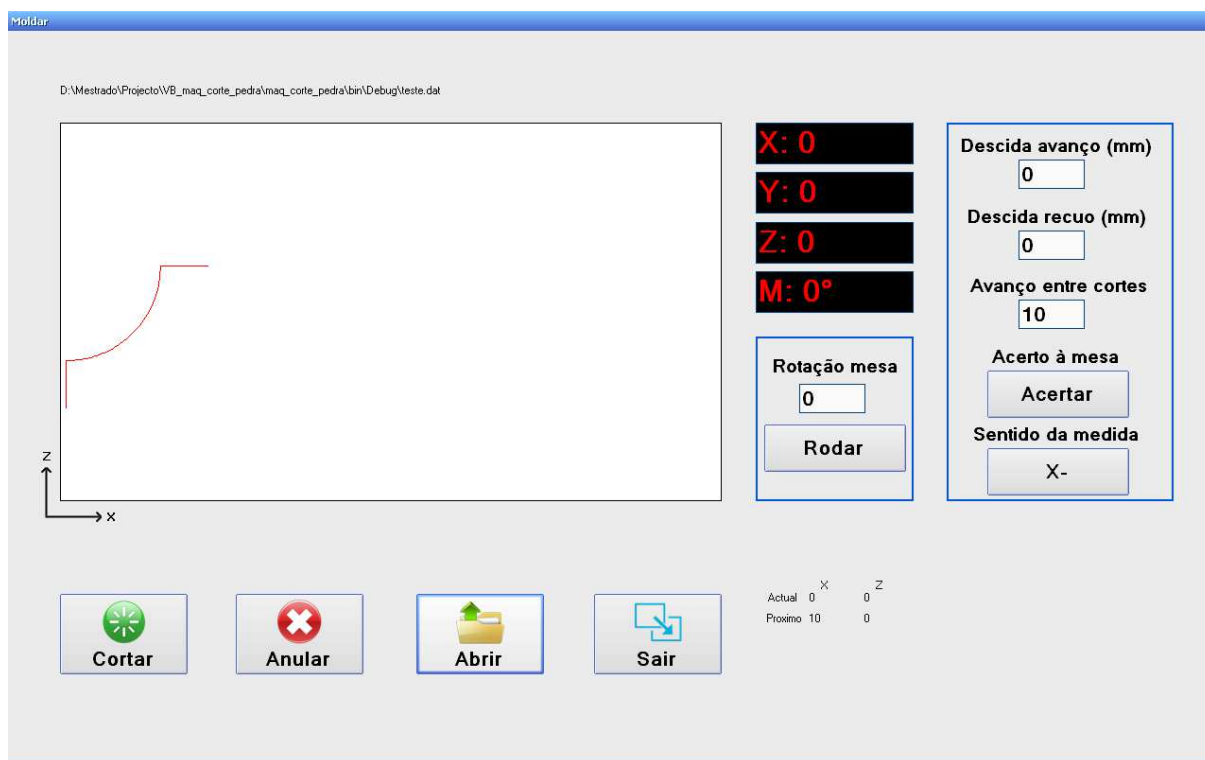 Moldar
D:\Mestrado\Projecto\VB_maq_corte_pedra\maq_corte_pedra\bin\Debug\teste.dat
X: 0
Y: 0
Z: 0
M: 0º
Rotação mesa
0
Rodar
Descida avanço (mm)
0
Descida recuo (mm)
0
Avanço entre cortes
10
Acerto à mesa
Acertar
Sentido da medida
X-
Z
X
Cortar
Anular
Abrir
Sair
X Z
Actual 0 0
Proximo 10 0